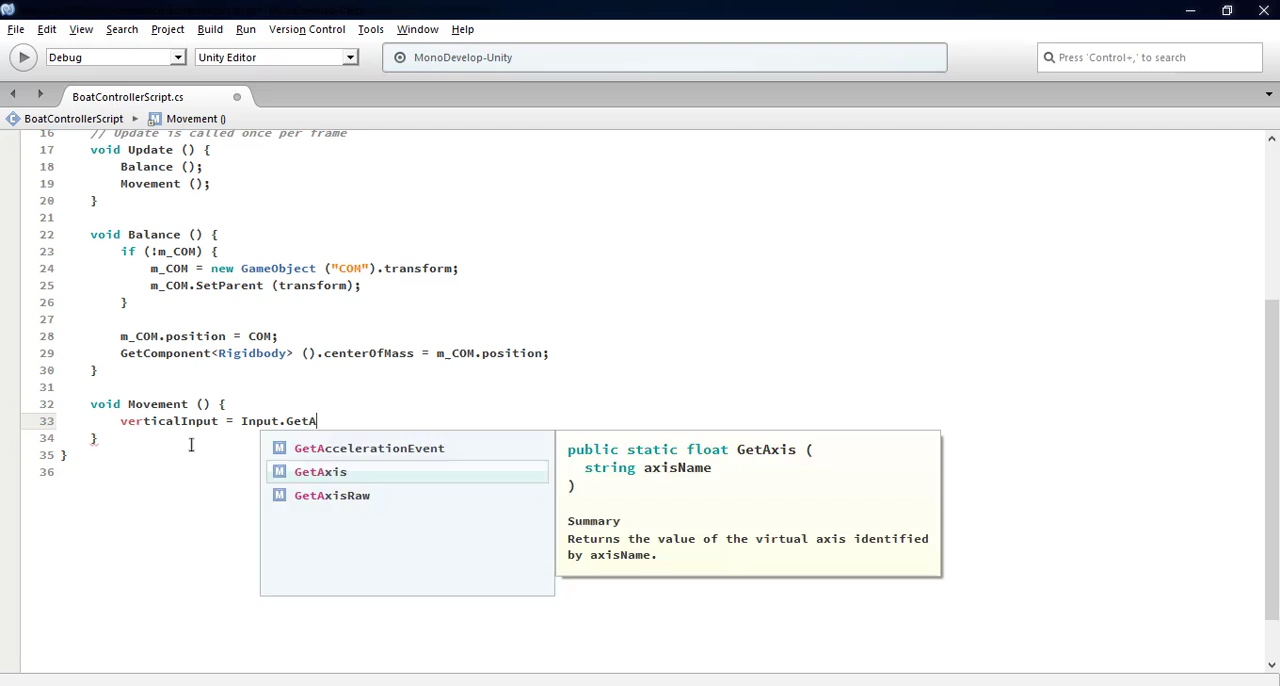 File Edit View Search Project Build Run Version Control Tools Window Help
Debug Unity Editor MonoDevelop-Unity Press 'Control+,' to search
BoatControllerScript.cs
BoatControllerScript Movement ()
16 // Update is called once per frame
17 void Update () {
18 Balance ();
19 Movement ();
20 }
21
22 void Balance () {
23 if (!m_COM) {
24 m_COM = new GameObject ("COM").transform;
25 m_COM.SetParent (transform);
26 }
27
28 m_COM.position = COM;
29 GetComponent<Rigidbody> ().centerOfMass = m_COM.position;
30 }
31
32 void Movement () {
33 verticalInput = Input.GetA
34 }
35 }
36
GetAccelerationEvent
GetAxis
GetAxisRaw
public static float GetAxis (
string axisName
)
Summary
Returns the value of the virtual axis identified
by axisName.